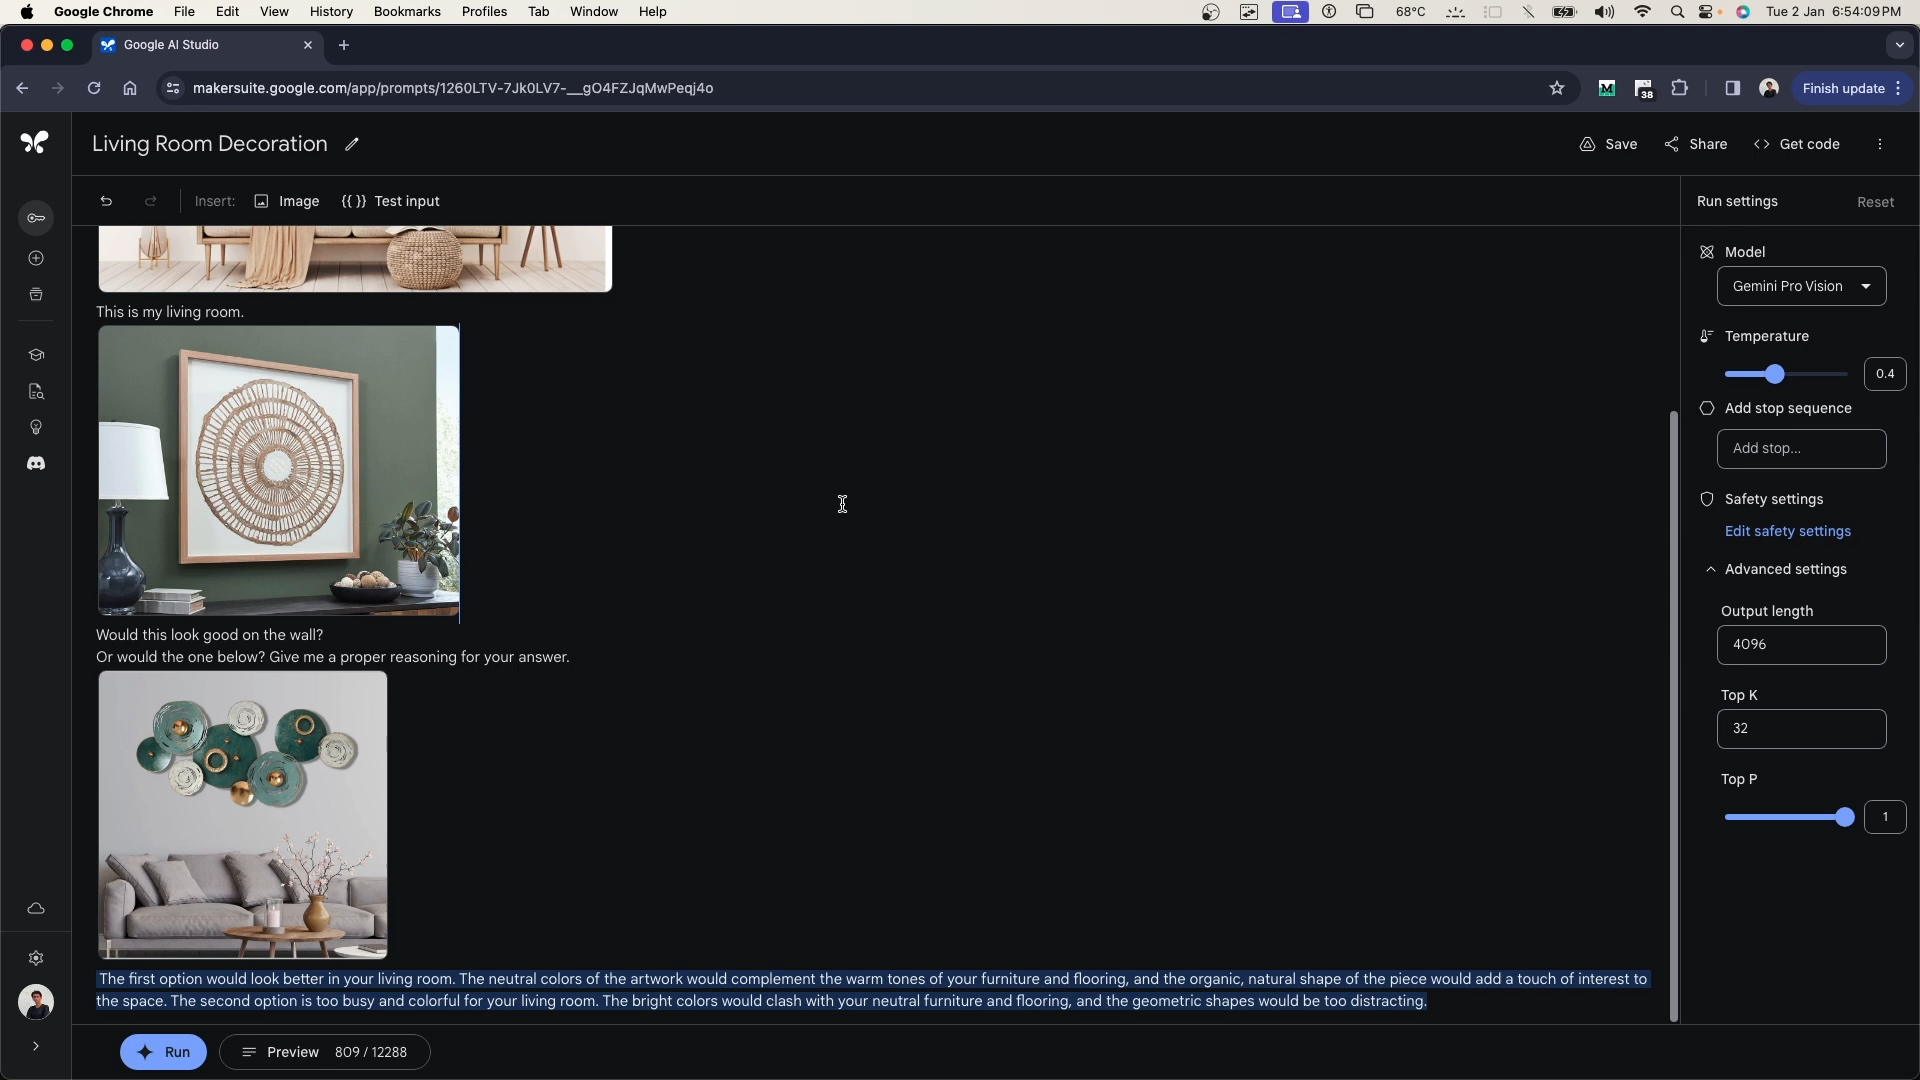 Google Chrome File Edit View History Bookmarks Profiles Tab Window Help 68°C Tue 2 Jan 6:54:09 PM
Google AI Studio
makersuite.google.com/app/prompts/1260LTV-7Jk0LV7-__gO4FZJqMwPeqj4o 38 Finish update
Living Room Decoration Save Share Get code
Insert: Image {{ }} Test input Run settings Reset
Model
Gemini Pro Vision
This is my living room.
Temperature
0.4
Add stop sequence
Add stop...
Safety settings
Edit safety settings
Advanced settings
Output length
4096
Would this look good on the wall?
Or would the one below? Give me a proper reasoning for your answer.
Top K
32
Top P
1
The first option would look better in your living room. The neutral colors of the artwork would complement the warm tones of your furniture and flooring, and the organic, natural shape of the piece would add a touch of interest to
the space. The second option is too busy and colorful for your living room. The bright colors would clash with your neutral furniture and flooring, and the geometric shapes would be too distracting.
Run Preview 809 / 12288